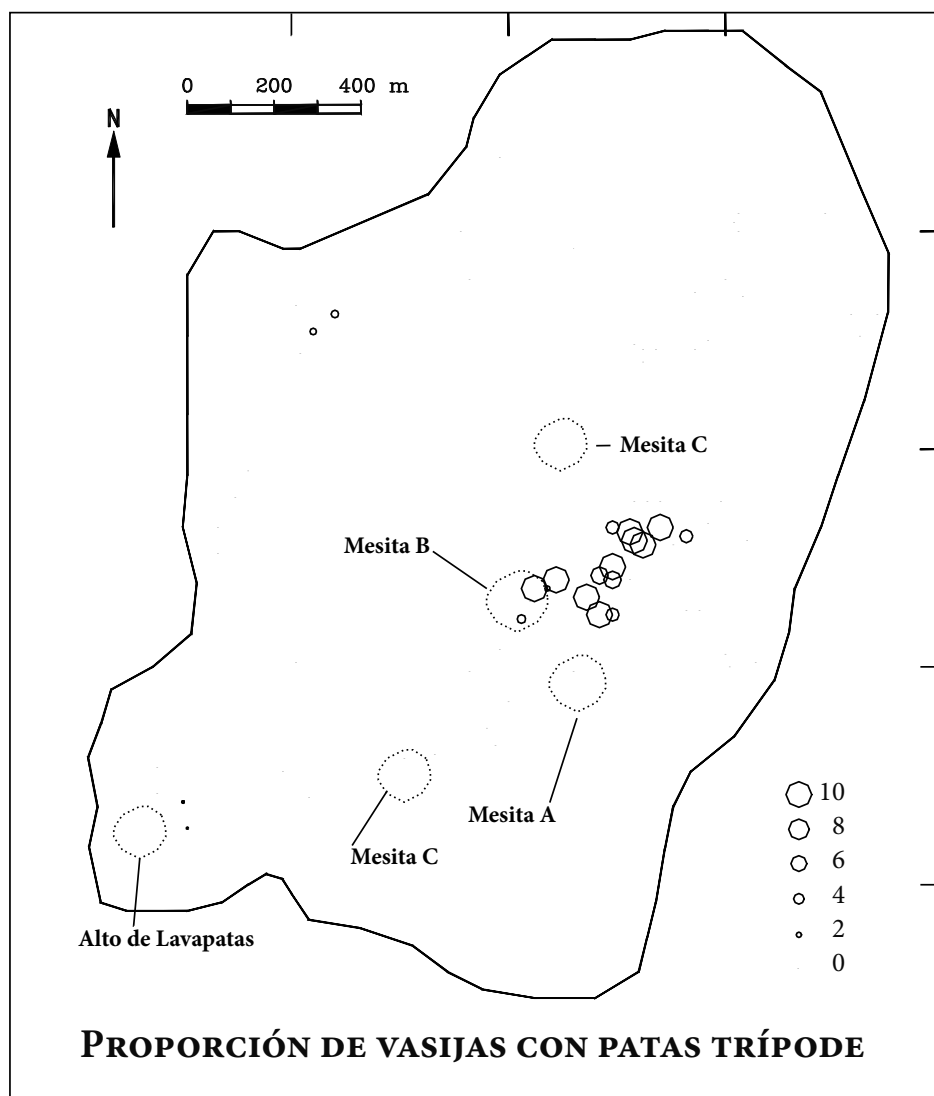 0 200 400 m
N
Mesita C
Mesita B
Mesita A
Mesita C
Alto de Lavapatas
10
8
6
4
2
0
PROPORCIÓN DE VASIJAS CON PATAS TRÍPODE